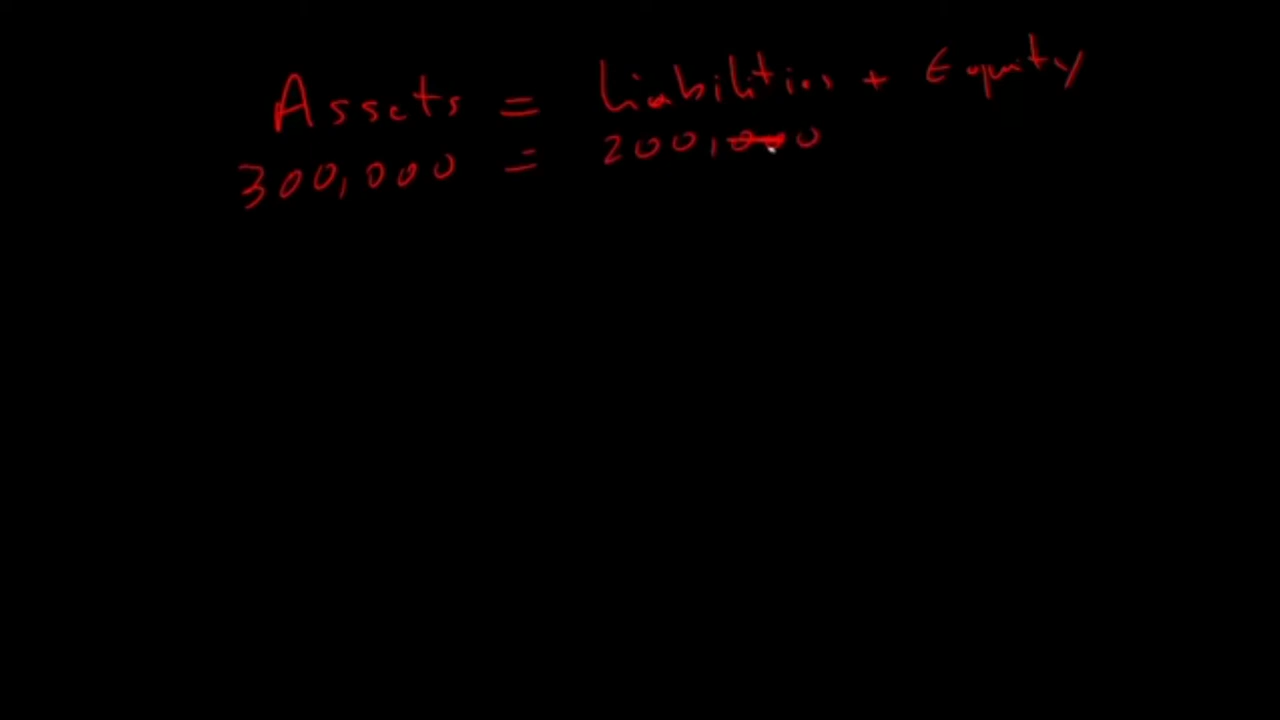 Assets = Liabilities + Equity
300,000 = 200,000